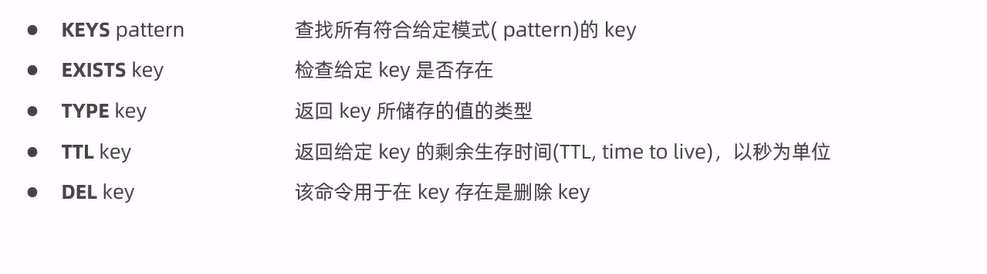 ● KEYS pattern 查找所有符合给定模式( pattern)的 key
● EXISTS key 检查给定 key 是否存在
● TYPE key 返回 key 所储存的值的类型
● TTL key 返回给定 key 的剩余生存时间(TTL, time to live)，以秒为单位
● DEL key 该命令用于在 key 存在是删除 key